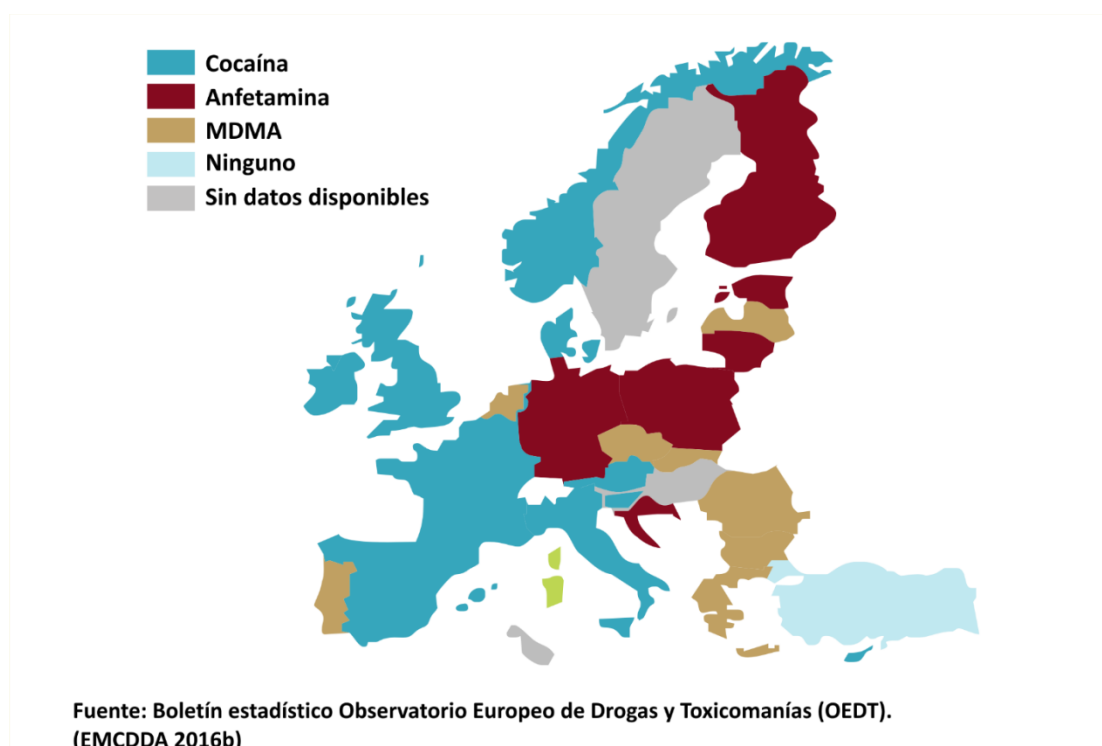 Cocaína
Anfetamina
MDMA
Ninguno
Sin datos disponibles
Fuente: Boletín estadístico Observatorio Europeo de Drogas y Toxicomanías (OEDT).
(EMCDDA 2016b)